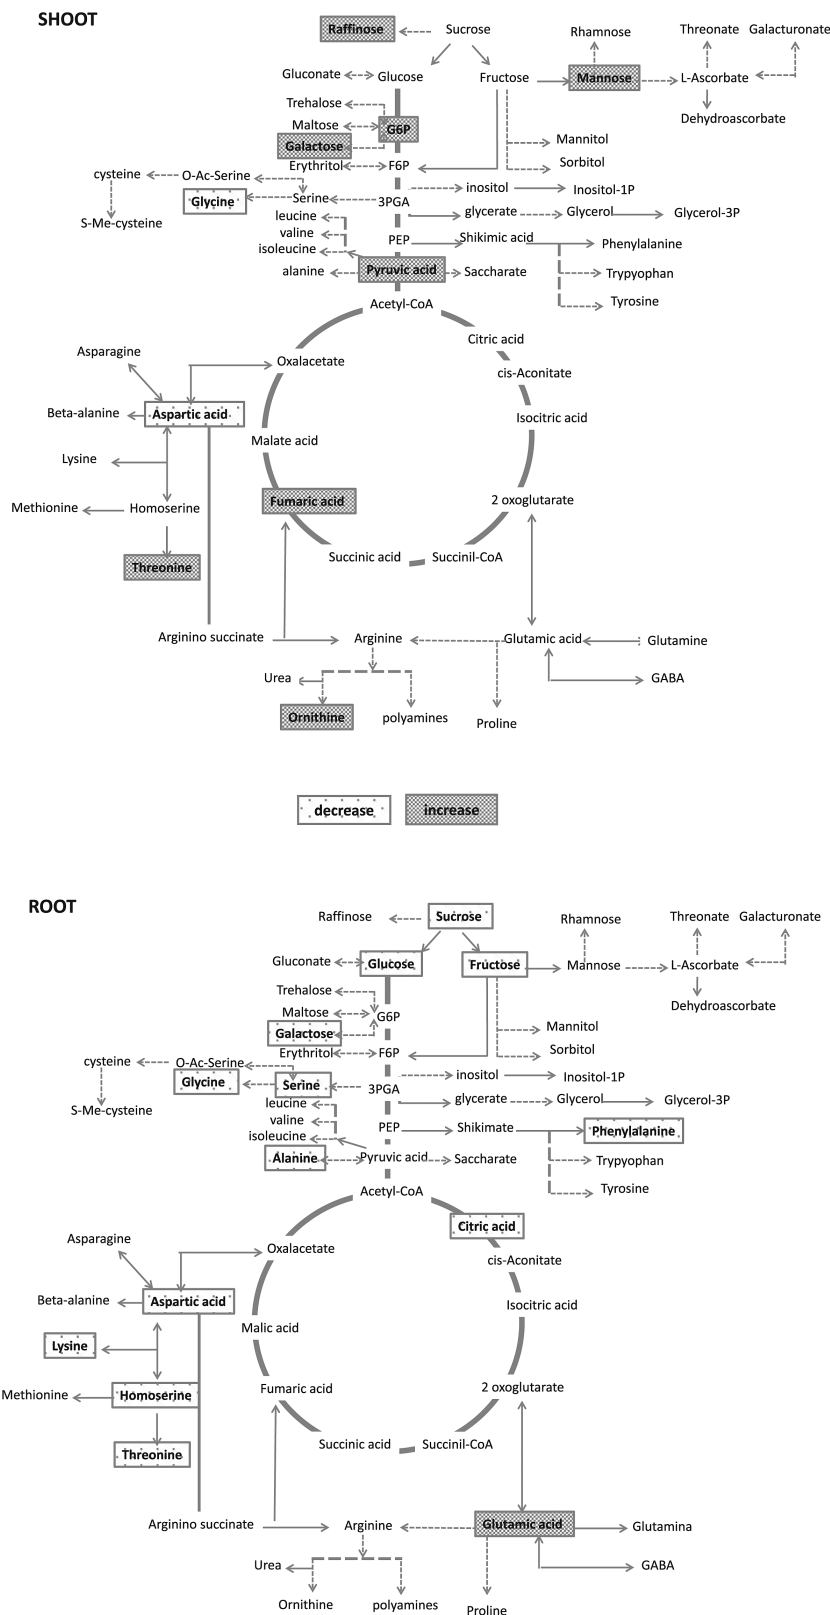 SHOOT
Raffinose
Sucrose
Rhamnose
Threonate
Galacturonate
Gluconate
Glucose
Fructose
Mannose
L-Ascorbate
Trehalose
Dehydroascorbate
Maltose
G6P
Mannitol
Galactose
Erythritol
F6P
Sorbitol
cysteine
O-Ac-Serine
inositol
Inositol-1P
Glycine
Serine
3PGA
S-Me-cysteine
leucine
glycerate
Glycerol
Glycerol-3P
valine
PEP
Shikimic acid
Phenylalanine
isoleucine
alanine
Pyruvic acid
Saccharate
Trypyophan
Tyrosine
Acetyl-CoA
Citric acid
Asparagine
Oxalacetate
cis-Aconitate
Beta-alanine
Aspartic acid
Isocitric acid
Malate acid
Lysine
Fumaric acid
2 oxoglutarate
Methionine
Homoserine
Succinic acid
Succinil-CoA
Threonine
Arginino succinate
Arginine
Glutamic acid
Glutamine
Urea
GABA
Ornithine
polyamines
Proline
decrease
increase
ROOT
Raffinose
Sucrose
Rhamnose
Threonate
Galacturonate
Gluconate
Glucose
Fructose
Mannose
L-Ascorbate
Trehalose
Dehydroascorbate
Maltose
G6P
Mannitol
Galactose
Erythritol
F6P
Sorbitol
cysteine
O-Ac-Serine
inositol
Inositol-1P
Glycine
Serine
3PGA
S-Me-cysteine
leucine
glycerate
Glycerol
Glycerol-3P
valine
PEP
Shikimate
Phenylalanine
isoleucine
Alanine
Pyruvic acid
Saccharate
Trypyophan
Tyrosine
Acetyl-CoA
Citric acid
Asparagine
Oxalacetate
cis-Aconitate
Beta-alanine
Aspartic acid
Isocitric acid
Malic acid
Lysine
Fumaric acid
2 oxoglutarate
Methionine
Homoserine
Succinic acid
Succinil-CoA
Threonine
Arginino succinate
Arginine
Glutamic acid
Glutamina
Urea
GABA
Ornithine
polyamines
Proline